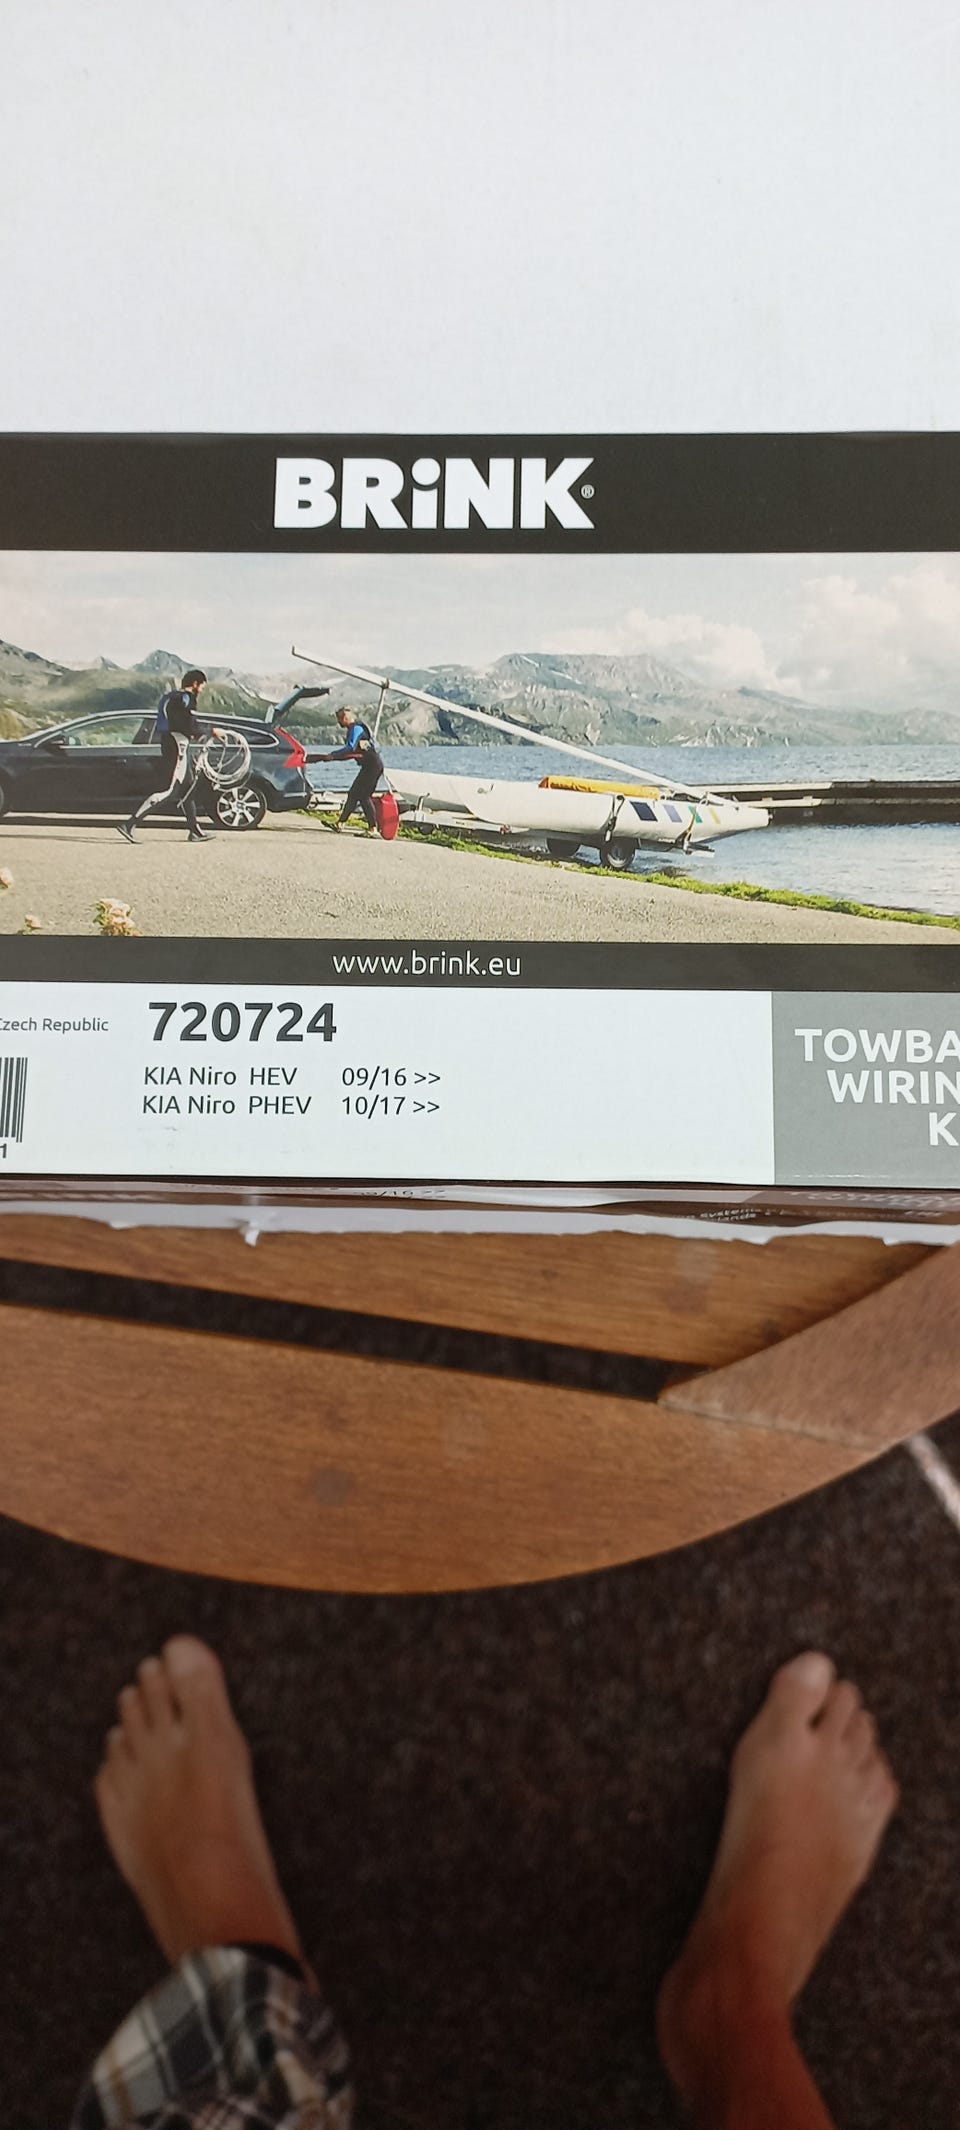 BRiNK®
www.brink.eu
Czech Republic
720724
KIA Niro HEV 09/16 >>
KIA Niro PHEV 10/17 >>
1
TOWBA
WIRIN
K